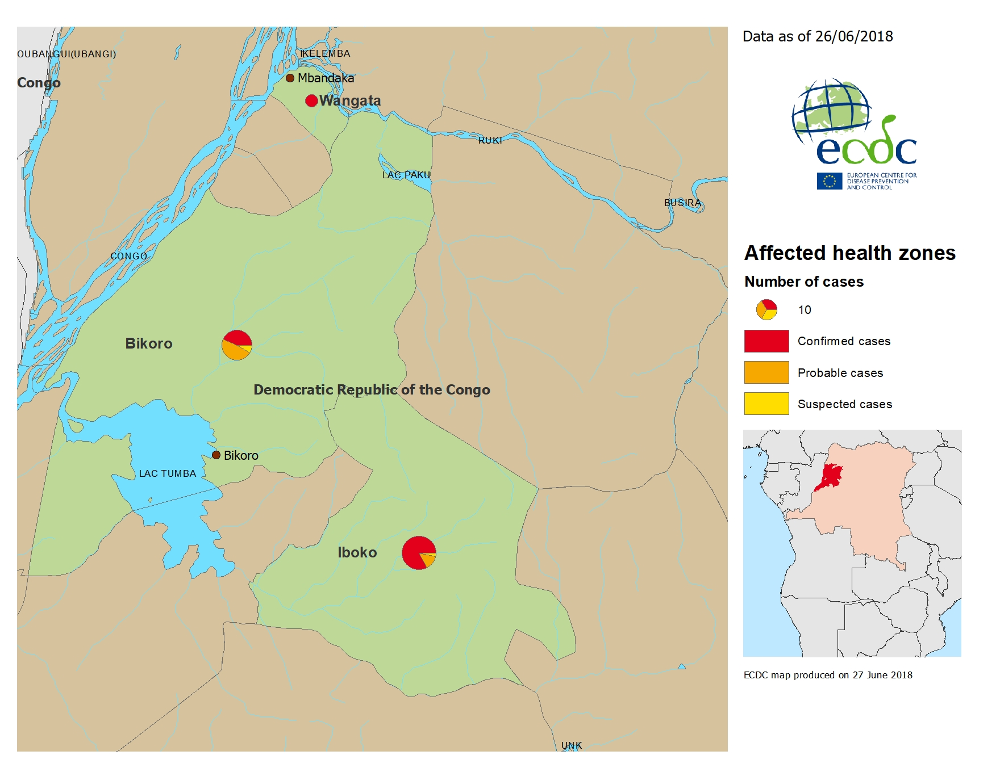 Data as of 26/06/2018
OUBANGUI(UBANGI)
IKELEMBA
Congo
Mbandaka
Wangata
RUKI
LAC PAKU
BUSIRA
CONGO
Bikoro
Democratic Republic of the Congo
Bikoro
LAC TUMBA
Iboko
UNK
ecdc
EUROPEAN CENTRE FOR
DISEASE PREVENTION
AND CONTROL
Affected health zones
Number of cases
10
Confirmed cases
Probable cases
Suspected cases
ECDC map produced on 27 June 2018